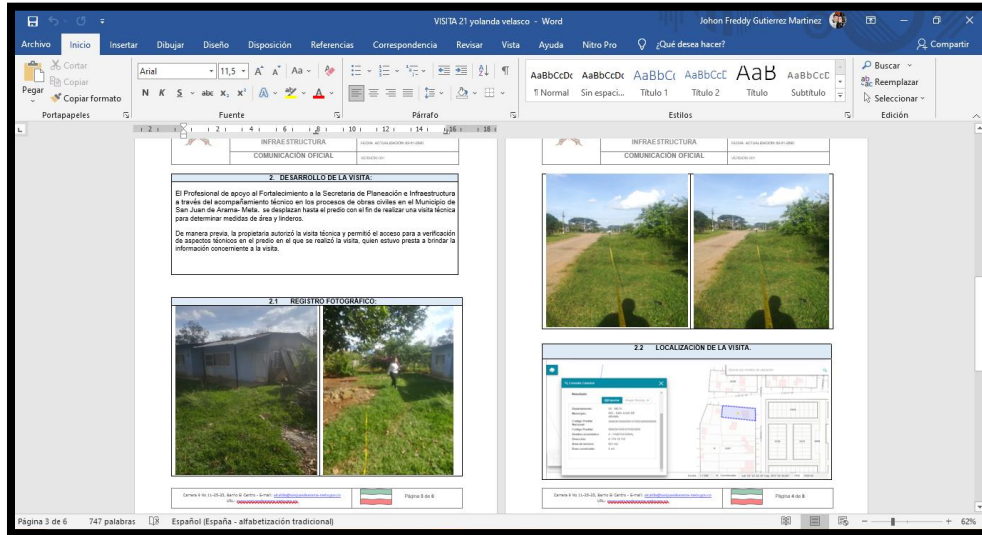 VISITA 21 yolanda velasco - Word
Johon Freddy Gutierrez Martinez
Archivo Inicio Insertar Dibujar Diseño Disposición Referencias Correspondencia Revisar Vista Ayuda Nitro Pro ¿Qué desea hacer? Compartir
Pegar
Cortar
Copiar
Copiar formato
Portapapeles
Arial 11,5
N K S abc
Fuente
Párrafo
AaBbCcDc AaBbCcDc AaBbCc AaBbCcE AaB AaBbCcE
¶ Normal Sin espaci... Título 1 Título 2 Título Subtítulo
Estilos
Buscar
Reemplazar
Seleccionar
Edición
INFRAESTRUCTURA
COMUNICACIÓN OFICIAL
2. DESARROLLO DE LA VISITA:
El Profesional de apoyo al Fortalecimiento a la Secretaria de Planeación e Infraestructura
a través del acompañamiento técnico en los procesos de obras civiles en el Municipio de
San Juan de Arama- Meta, se desplazan hasta el predio con el fin de realizar una visita técnica
para determinar medidas de área y linderos.
De manera previa, la propietaria autorizó la visita técnica y permitió el acceso para a verificación
de aspectos técnicos en el predio en el que se realizó la visita, quien estuvo presta a brindar la
información concerniente a la visita.
2.1 REGISTRO FOTOGRÁFICO:
Página 3 de 6
INFRAESTRUCTURA
COMUNICACIÓN OFICIAL
2.2 LOCALIZACIÓN DE LA VISITA.
Página 4 de 6
Página 3 de 6 747 palabras Español (España - alfabetización tradicional) 62%